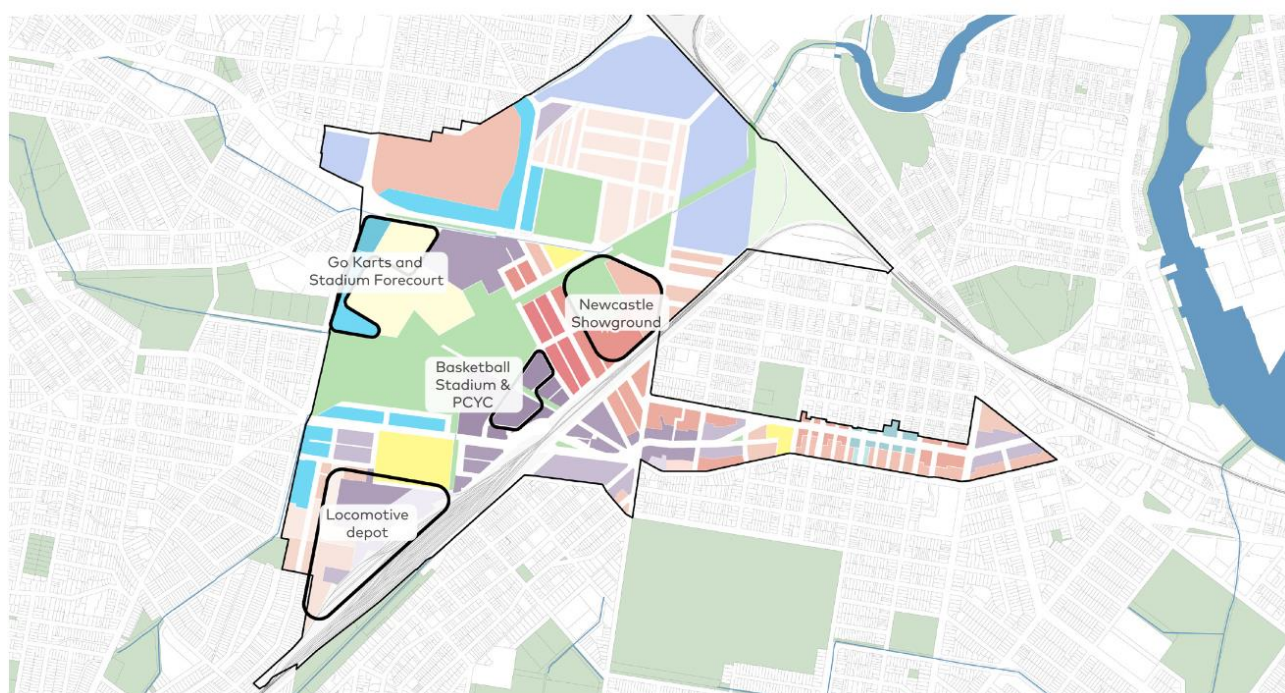 Go Karts and
Stadium Forecourt
Newcastle
Showground
Basketball
Stadium &
PCYC
Locomotive
depot